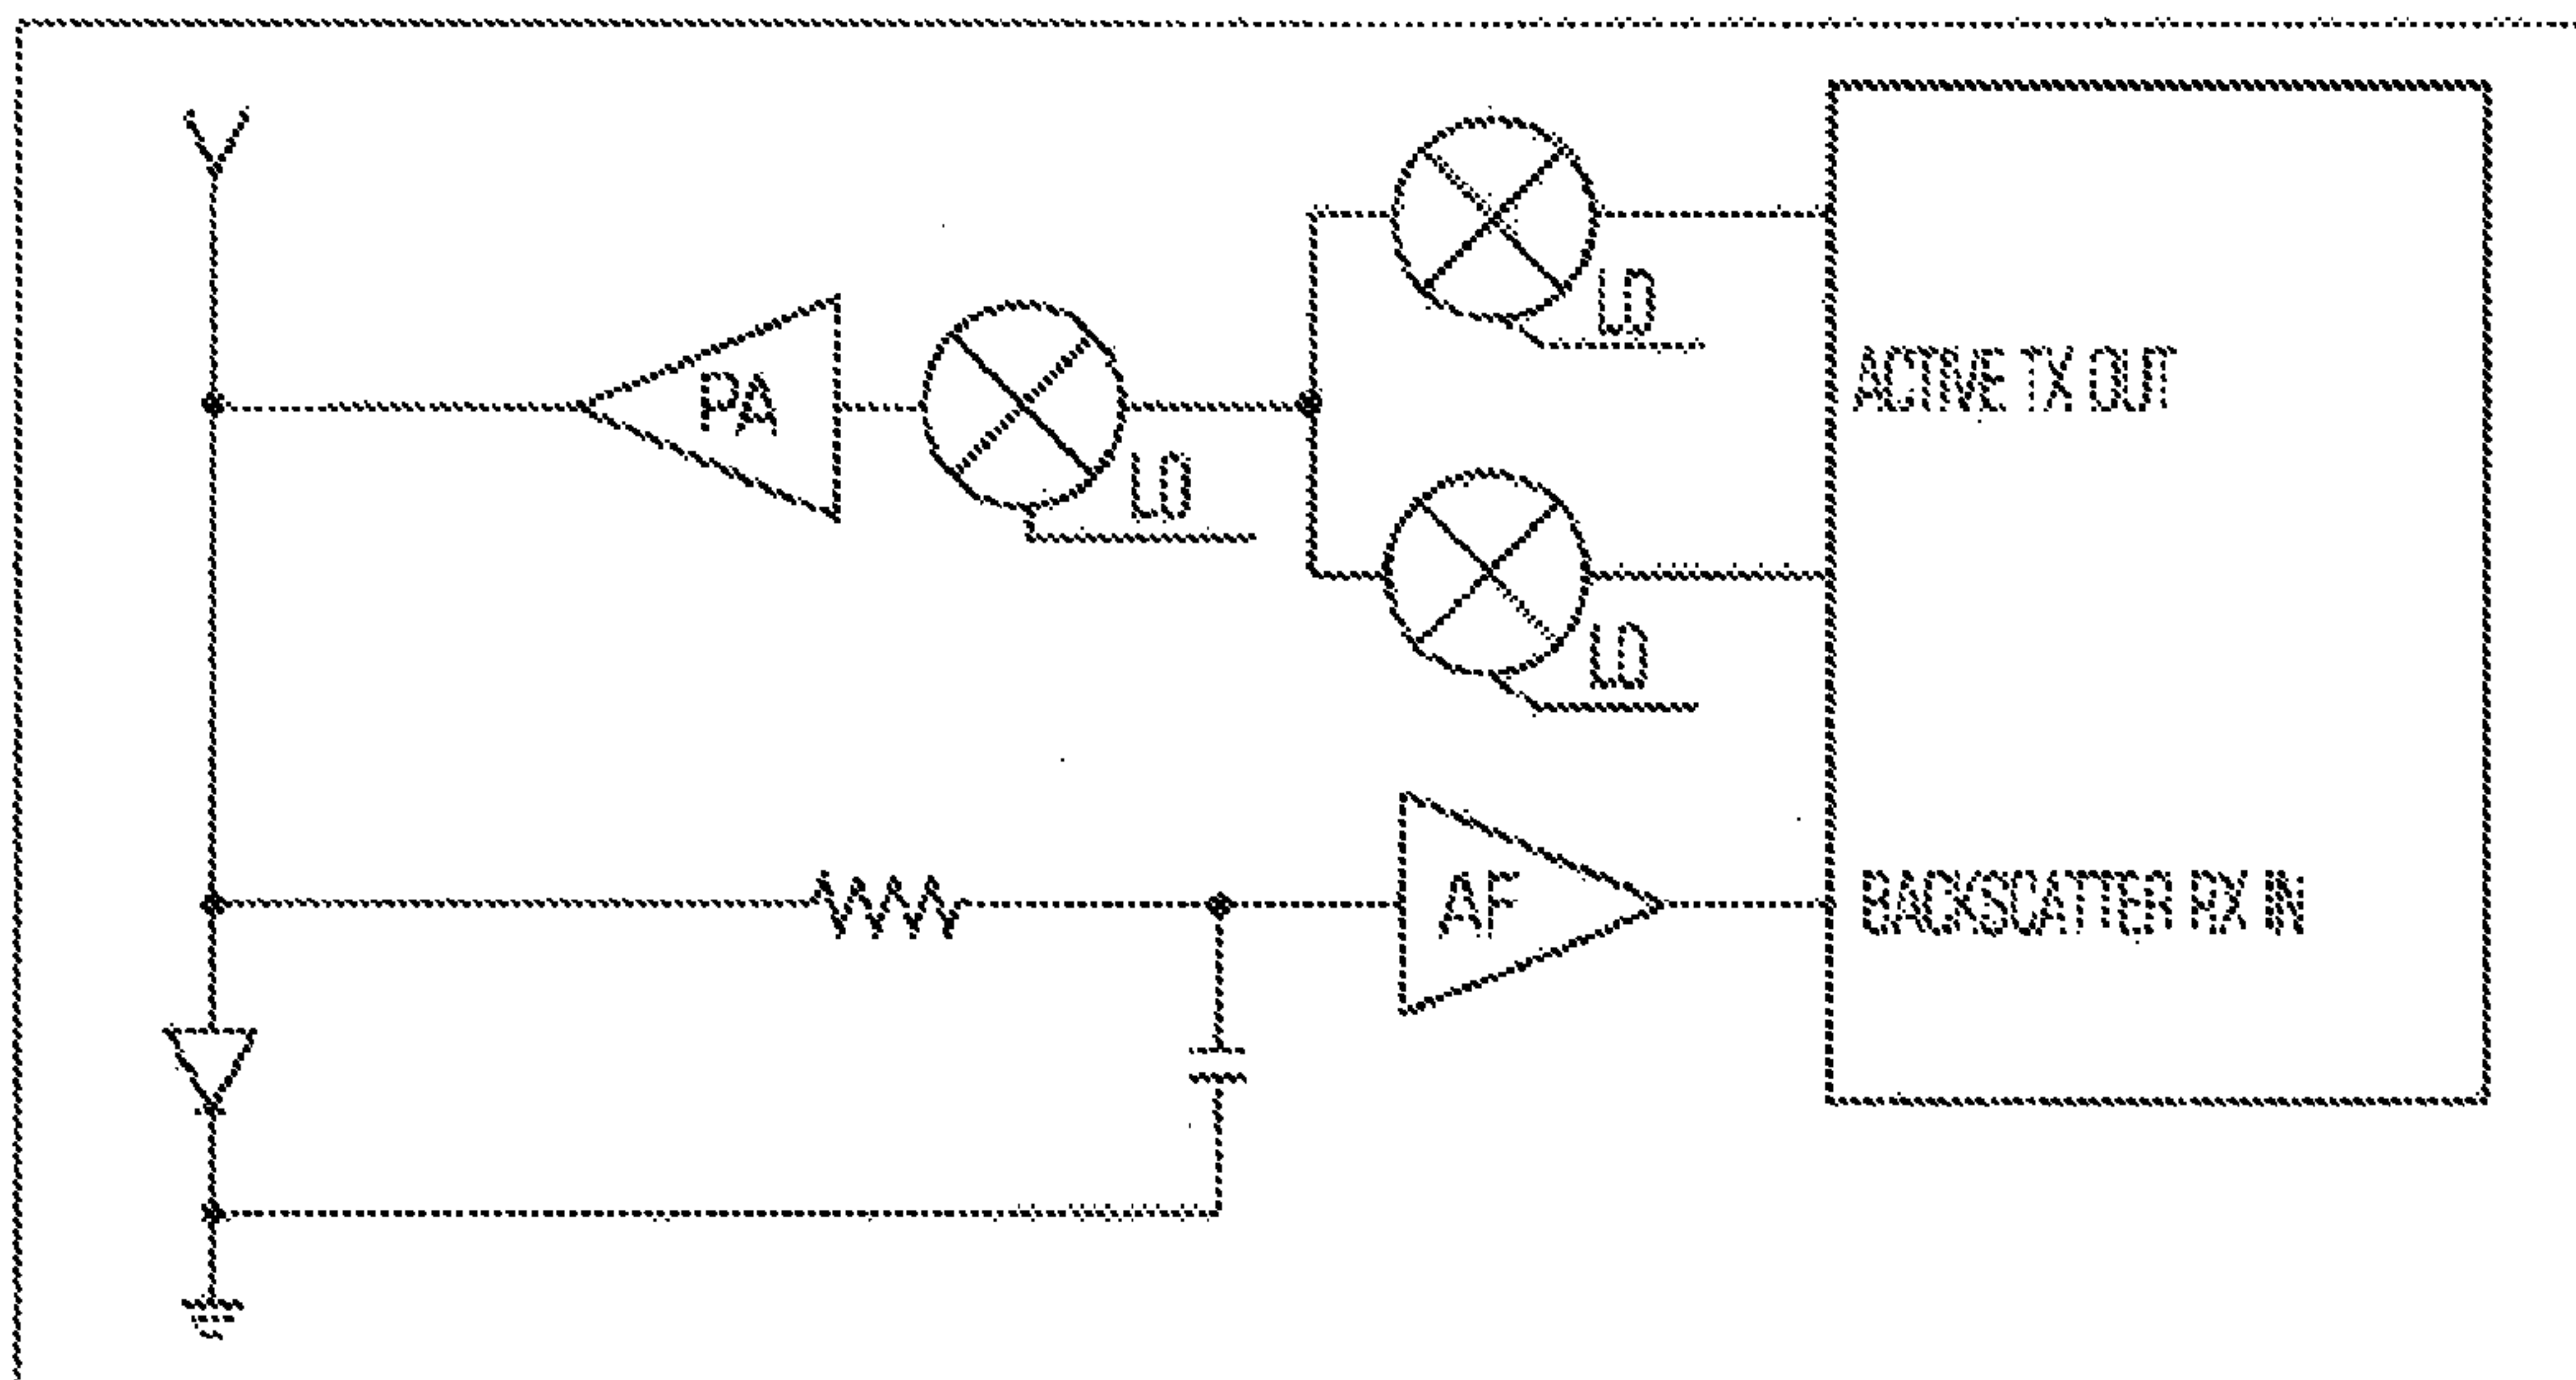 LO
ACTIVE TX OUT
PA
LO
LO
AF
BACKSCATTER RX IN